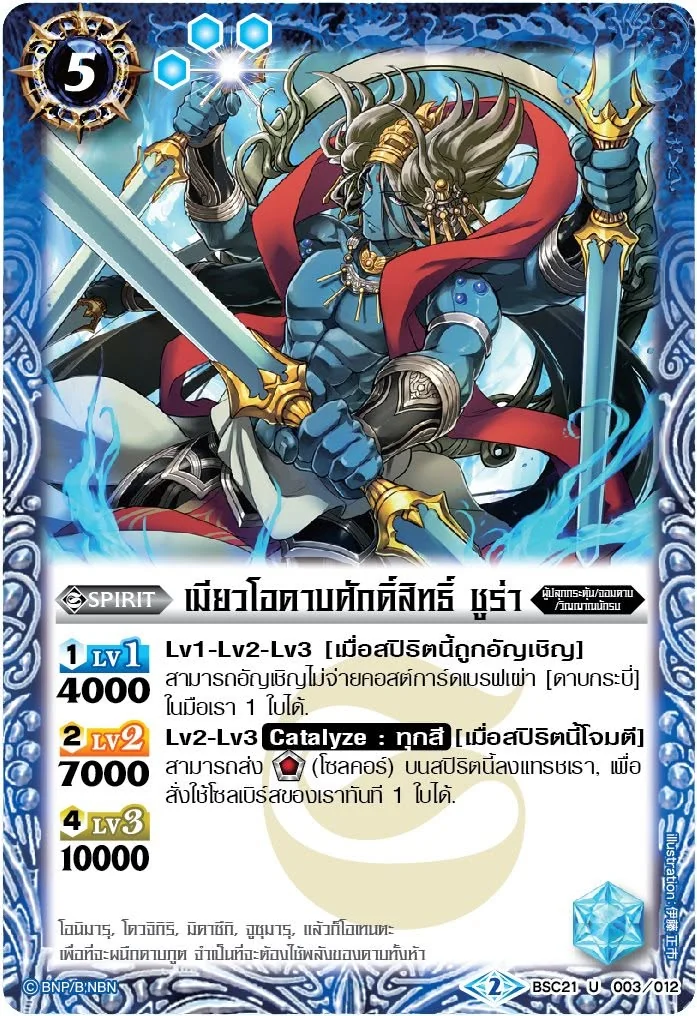 5
SPIRIT
เมียวโอดาบศักดิ์สิทธิ์ ชูร่า
ผู้ปลุกกระตุ้น/จอมดาบ
/วิญญาณนักรบ
1 LV1
4000
2 LV2
7000
4 LV3
10000
Lv1-Lv2-Lv3 [เมื่อสปิริตนี้ถูกอัญเชิญ]
สามารถอัญเชิญไม่จ่ายคอสต์การ์ดเบรฟเผ่า [ดาบกระบี่]
ในมือเรา 1 ใบได้.
Lv2-Lv3 Catalyze : ทุกสี [เมื่อสปิริตนี้โจมตี]
สามารถส่ง (โซลคอร์) บนสปิริตนี้ลงแทรชเรา, เพื่อ
สั่งใช้โซลเบิร์สของเราทันที 1 ใบได้.
โอนิมารุ, โดวจิกิริ, มิคาซึกิ, จูซุมารุ, แล้วก็โอเทนตะ
เพื่อที่จะผนึกดาบภูต จำเป็นที่จะต้องใช้พลังของดาบทั้งห้า
illustration : 伊藤 正市
©BNP/B,NBN
2
BSC21 U 003/012